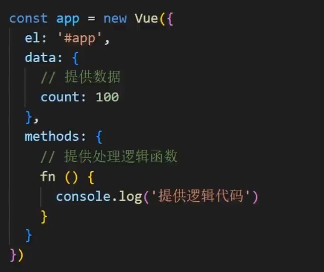 const app = new Vue({
  el: '#app',
  data: {
    // 提供数据
    count: 100
  },
  methods: {
    // 提供处理逻辑函数
    fn () {
      console.log('提供逻辑代码')
    }
  }
})